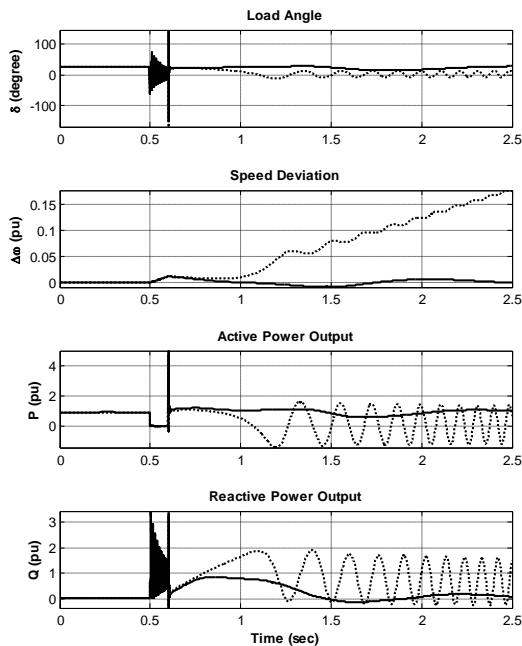 Load Angle
δ (degree)
100
0
-100
0 0.5 1 1.5 2 2.5
Speed Deviation
Δω (pu)
0.15
0.1
0.05
0
0 0.5 1 1.5 2 2.5
Active Power Output
P (pu)
4
2
0
0 0.5 1 1.5 2 2.5
Reactive Power Output
Q (pu)
3
2
1
0
0 0.5 1 1.5 2 2.5
Time (sec)